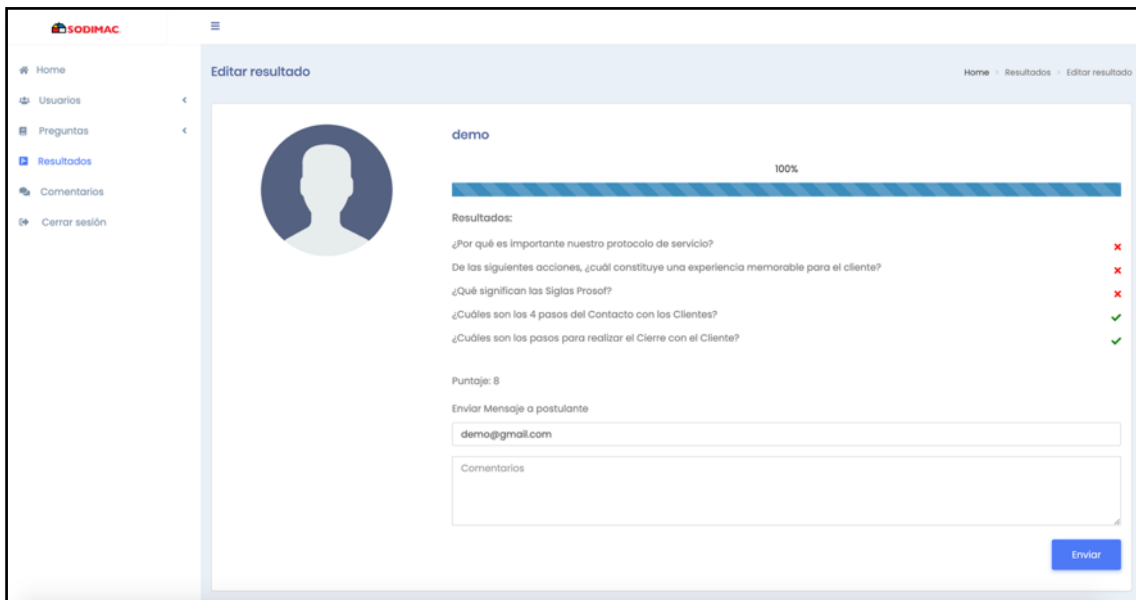 SODIMAC
Home
Usuarios
Preguntas
Resultados
Comentarios
Cerrar sesión
Editar resultado
Home > Resultados > Editar resultado
demo
100%
Resultados:
¿Por qué es importante nuestro protocolo de servicio?
De las siguientes acciones, ¿cuál constituye una experiencia memorable para el cliente?
¿Qué significan las Siglas Prosof?
¿Cuáles son los 4 pasos del Contacto con los Clientes?
¿Cuáles son los pasos para realizar el Cierre con el Cliente?
Puntaje: 8
Enviar Mensaje a postulante
demo@gmail.com
Comentarios
Enviar